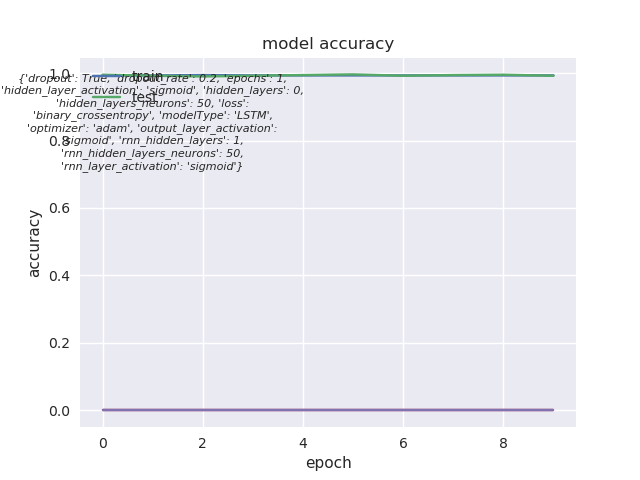 model accuracy
1.0
train
{'dropout': True, 'dropout_rate': 0.2, 'epochs': 1,
'hidden_layer_activation': 'sigmoid', 'hidden_layers': 0,
test
'hidden_layers_neurons': 50, 'loss':
'binary_crossentropy', 'modelType': 'LSTM',
'optimizer': 'adam', 'output_layer_activation':
0.8
'sigmoid', 'rnn_hidden_layers': 1,
'rnn_hidden_layers_neurons': 50,
'rnn_layer_activation': 'sigmoid'}
0.6
accuracy
0.4
0.2
0.0
0 2 4 6 8
epoch